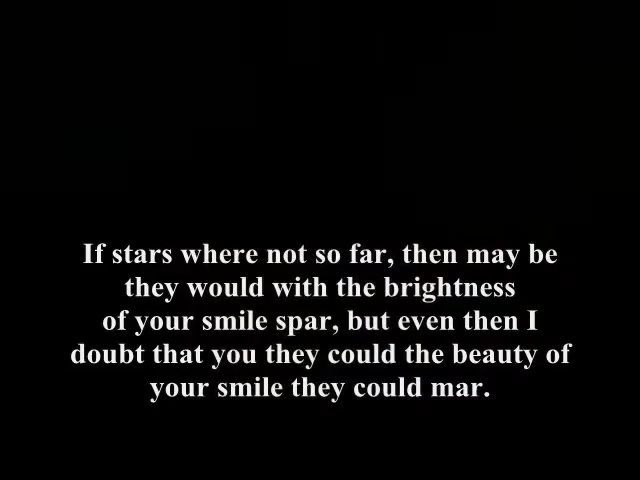 If stars where not so far, then may be
they would with the brightness
of your smile spar, but even then I
doubt that you they could the beauty of
your smile they could mar.